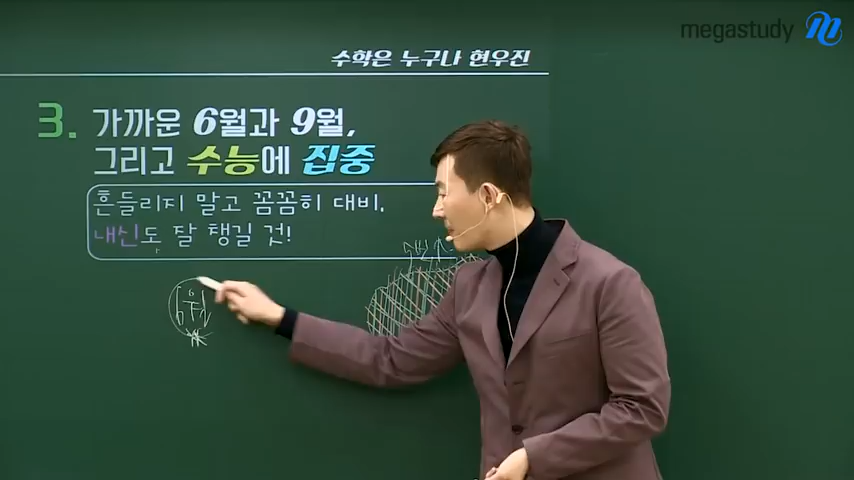 megastudy
수학은 누구나 현우진
3. 가까운 6월과 9월,
그리고 수능에 집중
흔들리지 말고 꼼꼼히 대비.
내신도 잘 챙길 것!
6